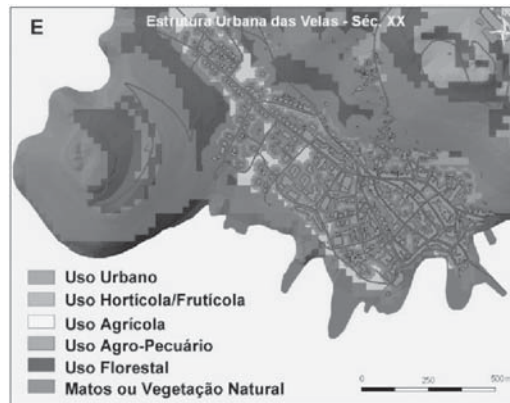 E
Estrutura Urbana das Velas - Séc. XX
Uso Urbano
Uso Hortícola/Frutícola
Uso Agrícola
Uso Agro-Pecuário
Uso Florestal
Matos ou Vegetação Natural
0 250 500m